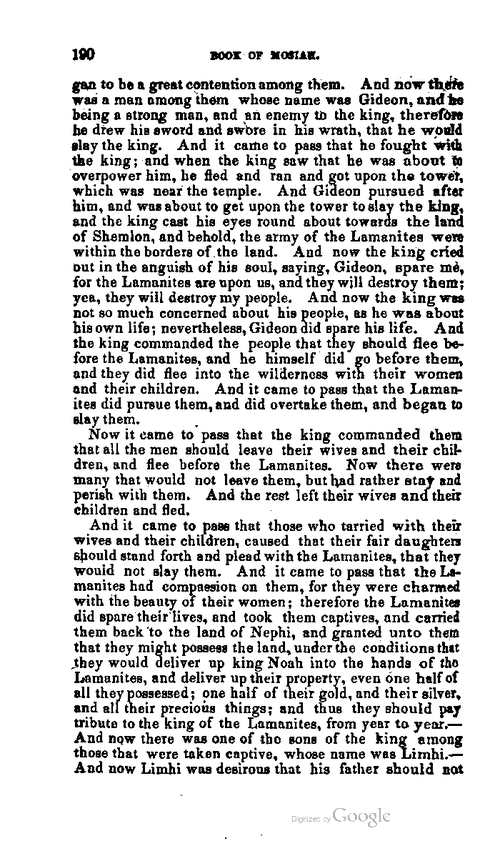 190 BOOK OF MOSIAH.
gan to be a great contention among them. And now there
was a man among them whose name was Gideon, and he
being a strong man, and an enemy to the king, therefore
he drew his sword and swore in his wrath, that he would
slay the king. And it came to pass that he fought with
the king; and when the king saw that he was about to
overpower him, he fled and ran and got upon the tower,
which was near the temple. And Gideon pursued after
him, and was about to get upon the tower to slay the king,
and the king cast his eyes round about towards the land
of Shemlon, and behold, the army of the Lamanites were
within the borders of the land. And now the king cried
out in the anguish of his soul, saying, Gideon, spare me,
for the Lamanites are upon us, and they will destroy them;
yea, they will destroy my people. And now the king was
not so much concerned about his people, as he was about
his own life; nevertheless, Gideon did spare his life. And
the king commanded the people that they should flee be-
fore the Lamanites, and he himself did go before them,
and they did flee into the wilderness with their women
and their children. And it came to pass that the Laman-
ites did pursue them, and did overtake them, and began to
slay them.
Now it came to pass that the king commanded them
that all the men should leave their wives and their chil-
dren, and flee before the Lamanites. Now there were
many that would not leave them, but had rather stay and
perish with them. And the rest left their wives and their
children and fled.
And it came to pass that those who tarried with their
wives and their children, caused that their fair daughters
should stand forth and plead with the Lamanites, that they
would not slay them. And it came to pass that the La-
manites had compassion on them, for they were charmed
with the beauty of their women; therefore the Lamanites
did spare their lives, and took them captives, and carried
them back to the land of Nephi, and granted unto them
that they might possess the land, under the conditions that
they would deliver up king Noah into the hands of the
Lamanites, and deliver up their property, even one half of
all they possessed; one half of their gold, and their silver,
and all their precious things; and thus they should pay
tribute to the king of the Lamanites, from year to year.—
And now there was one of the sons of the king among
those that were taken captive, whose name was Limhi.—
And now Limhi was desirous that his father should not
Digitized by Google